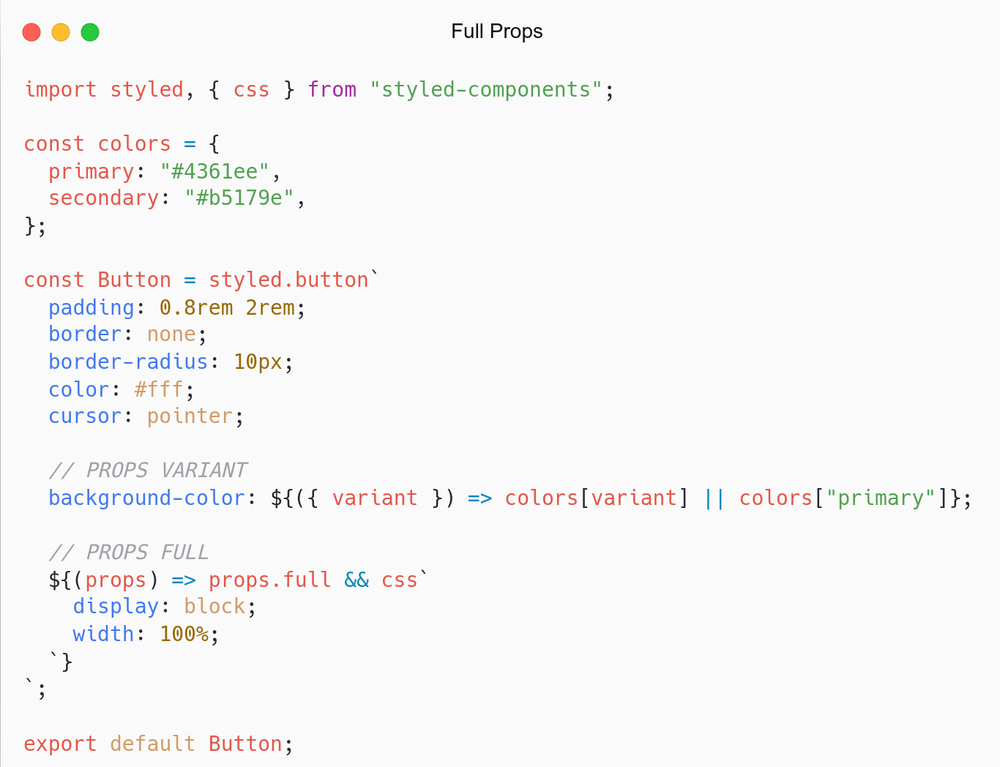 Full Props
import styled, { css } from "styled-components";
const colors = {
  primary: "#4361ee",
  secondary: "#b5179e",
};
const Button = styled.button`
  padding: 0.8rem 2rem;
  border: none;
  border-radius: 10px;
  color: #fff;
  cursor: pointer;
  // PROPS VARIANT
  background-color: ${({ variant }) => colors[variant] || colors["primary"]};
  // PROPS FULL
  ${(props) => props.full && css`
    display: block;
    width: 100%;
  `}
`;
export default Button;